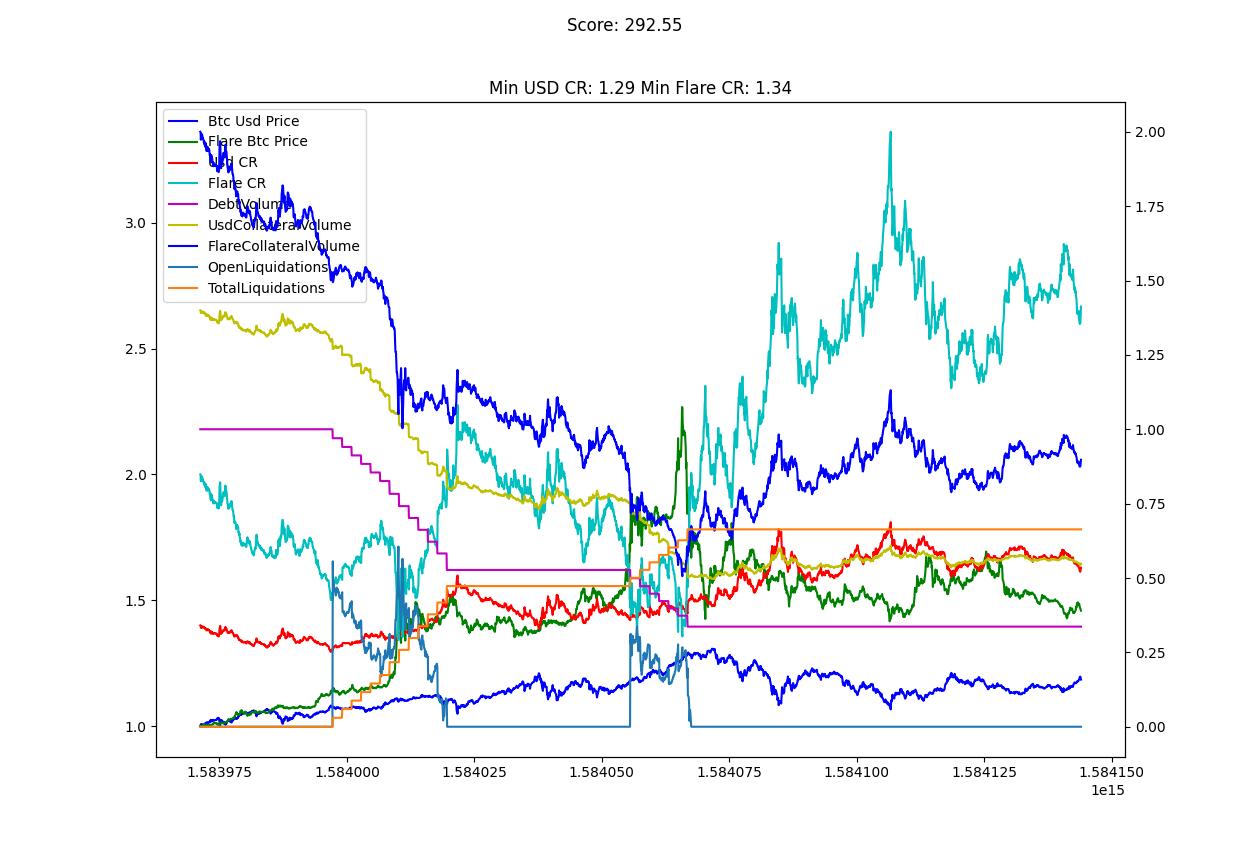 Score: 292.55
Min USD CR: 1.29 Min Flare CR: 1.34
Btc Usd Price
Flare Btc Price
Usd CR
Flare CR
DebtVolume
UsdCollateralVolume
FlareCollateralVolume
OpenLiquidations
TotalLiquidations
3.0
2.5
2.0
1.5
1.0
2.00
1.75
1.50
1.25
1.00
0.75
0.50
0.25
0.00
1.583975
1.584000
1.584025
1.584050
1.584075
1.584100
1.584125
1.584150
1e15